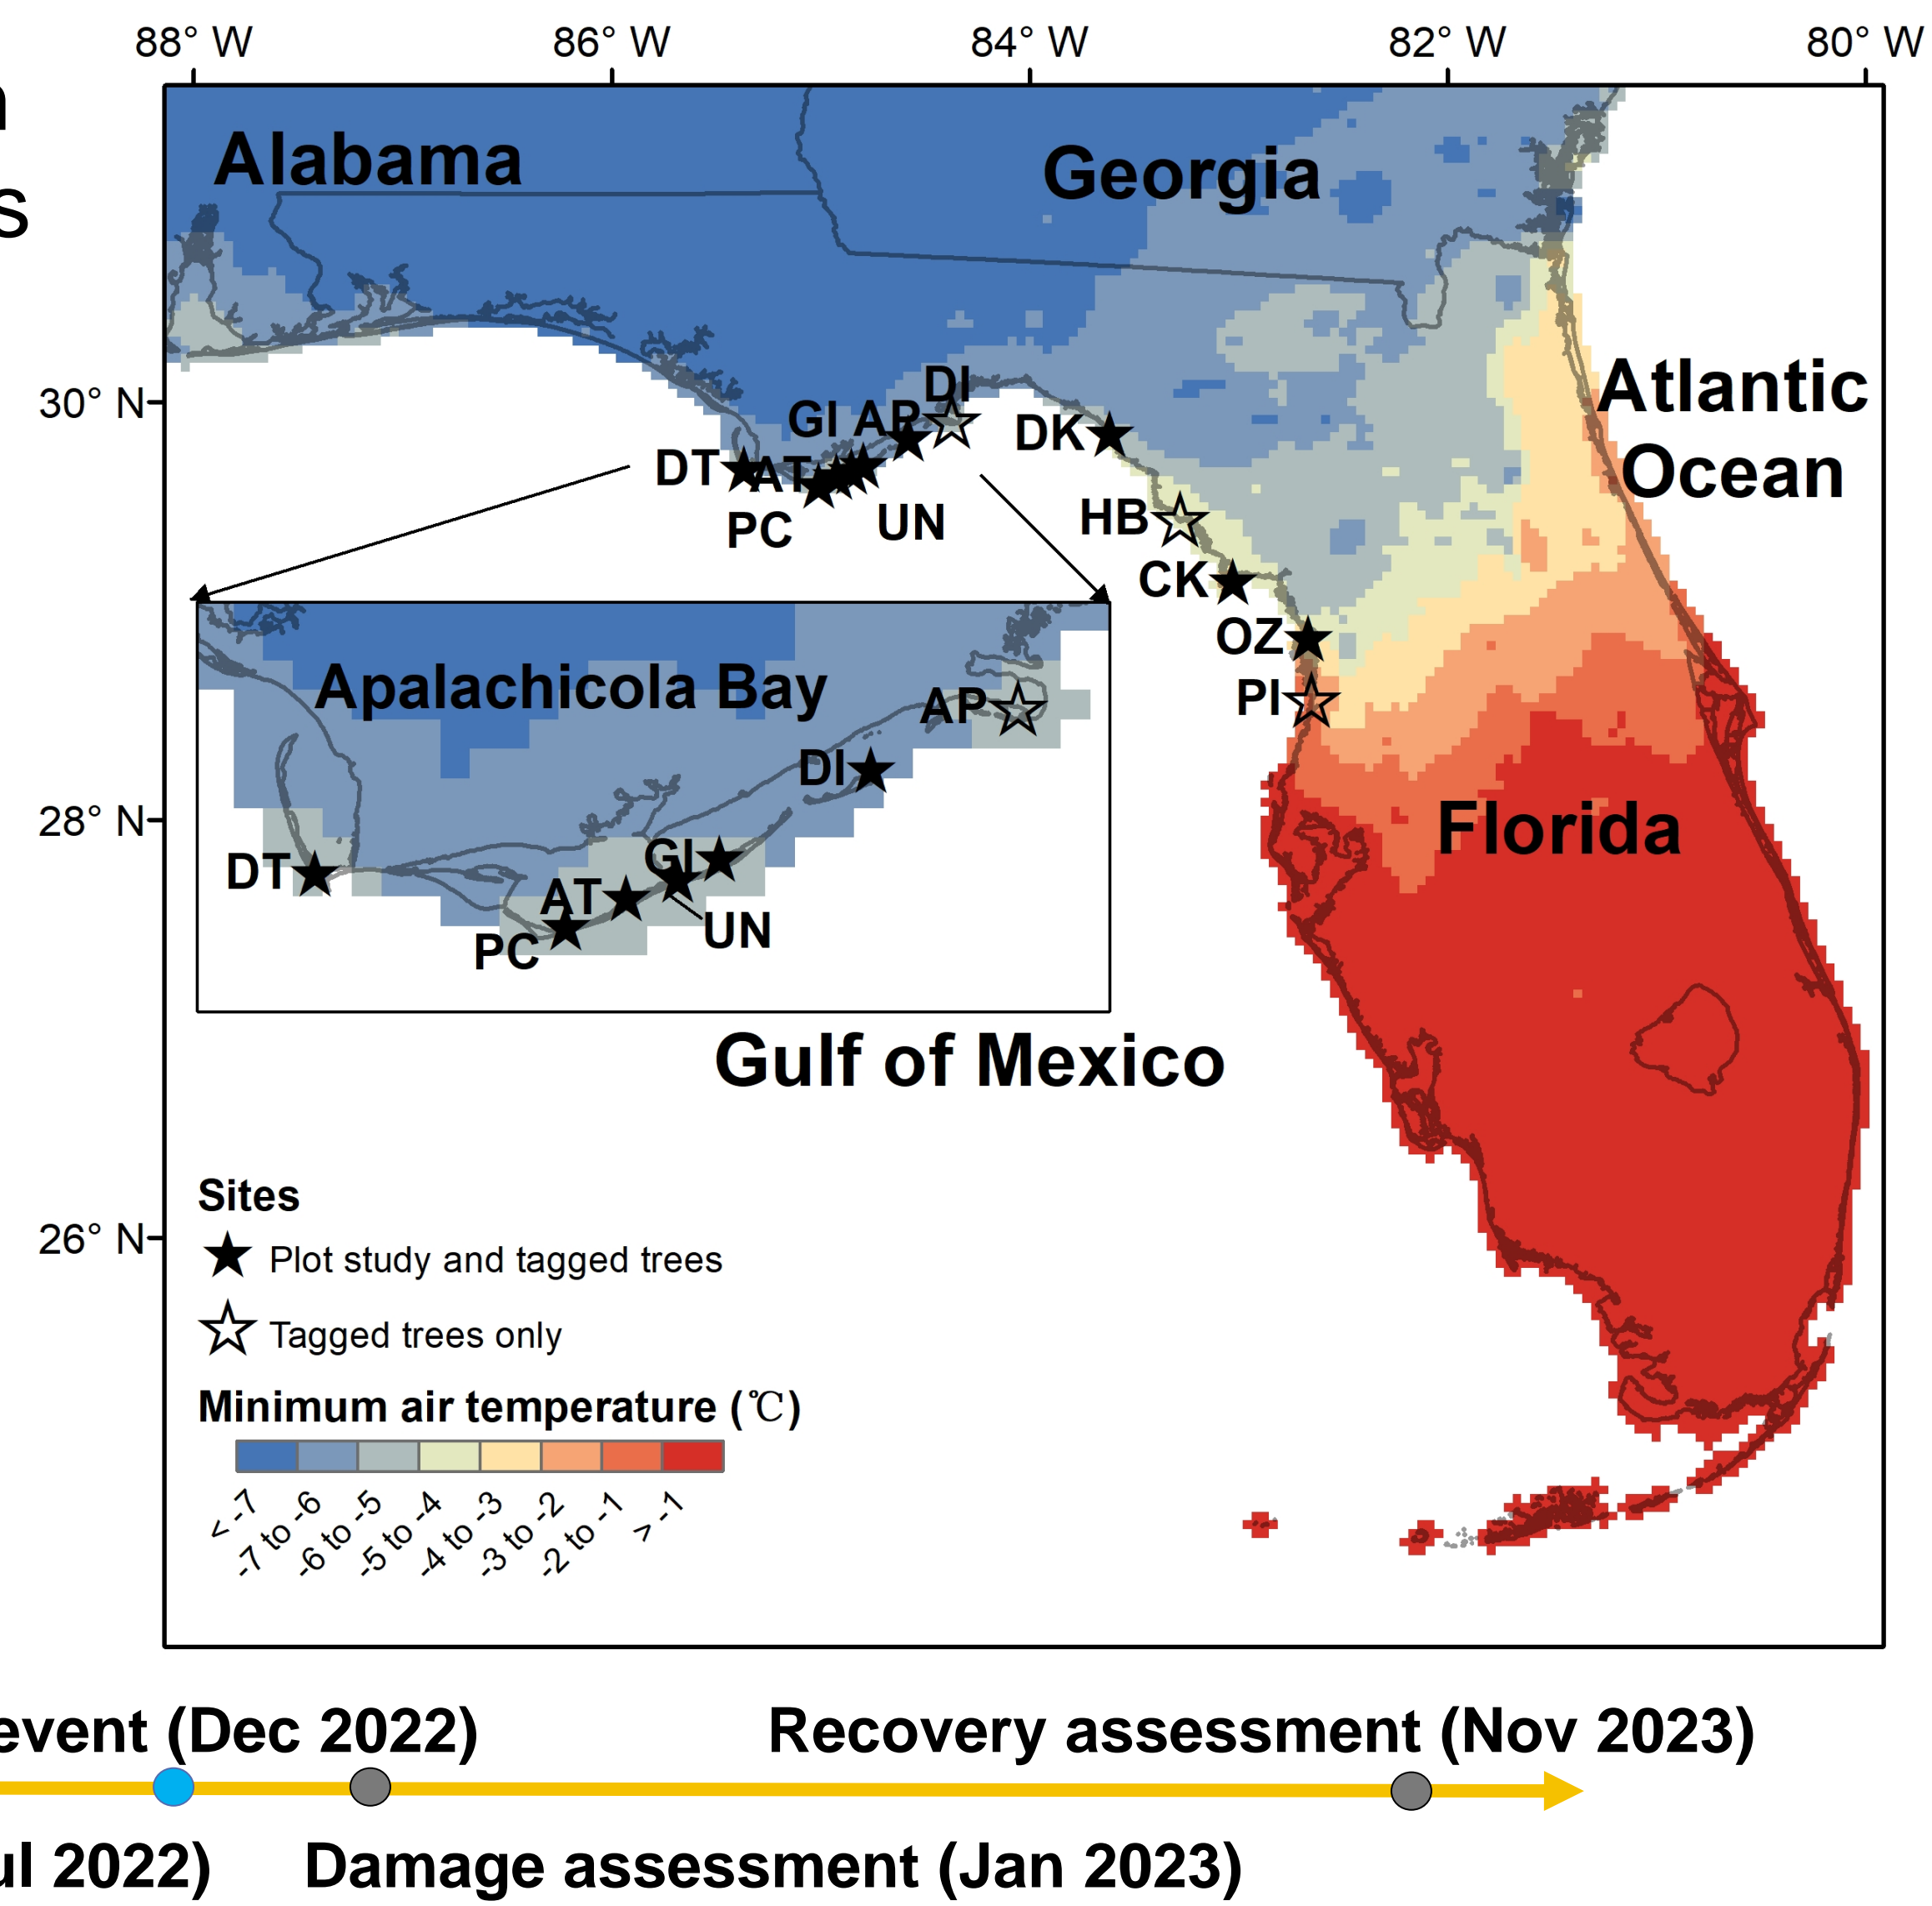 88° W 86° W 84° W 82° W 80° W
n
s
Alabama
Georgia
Atlantic
Ocean
30° N
28° N
26° N
DI
GI AP
DK
DT
AT
PC
UN
HB
CK
OZ
PI
Apalachicola Bay
AP
DI
DT
GI
AT
UN
PC
Florida
Gulf of Mexico
Sites
Plot study and tagged trees
Tagged trees only
Minimum air temperature (℃)
< -7
-7 to -6
-6 to -5
-5 to -4
-4 to -3
-3 to -2
-2 to -1
> -1
event (Dec 2022)
Recovery assessment (Nov 2023)
ul 2022)
Damage assessment (Jan 2023)